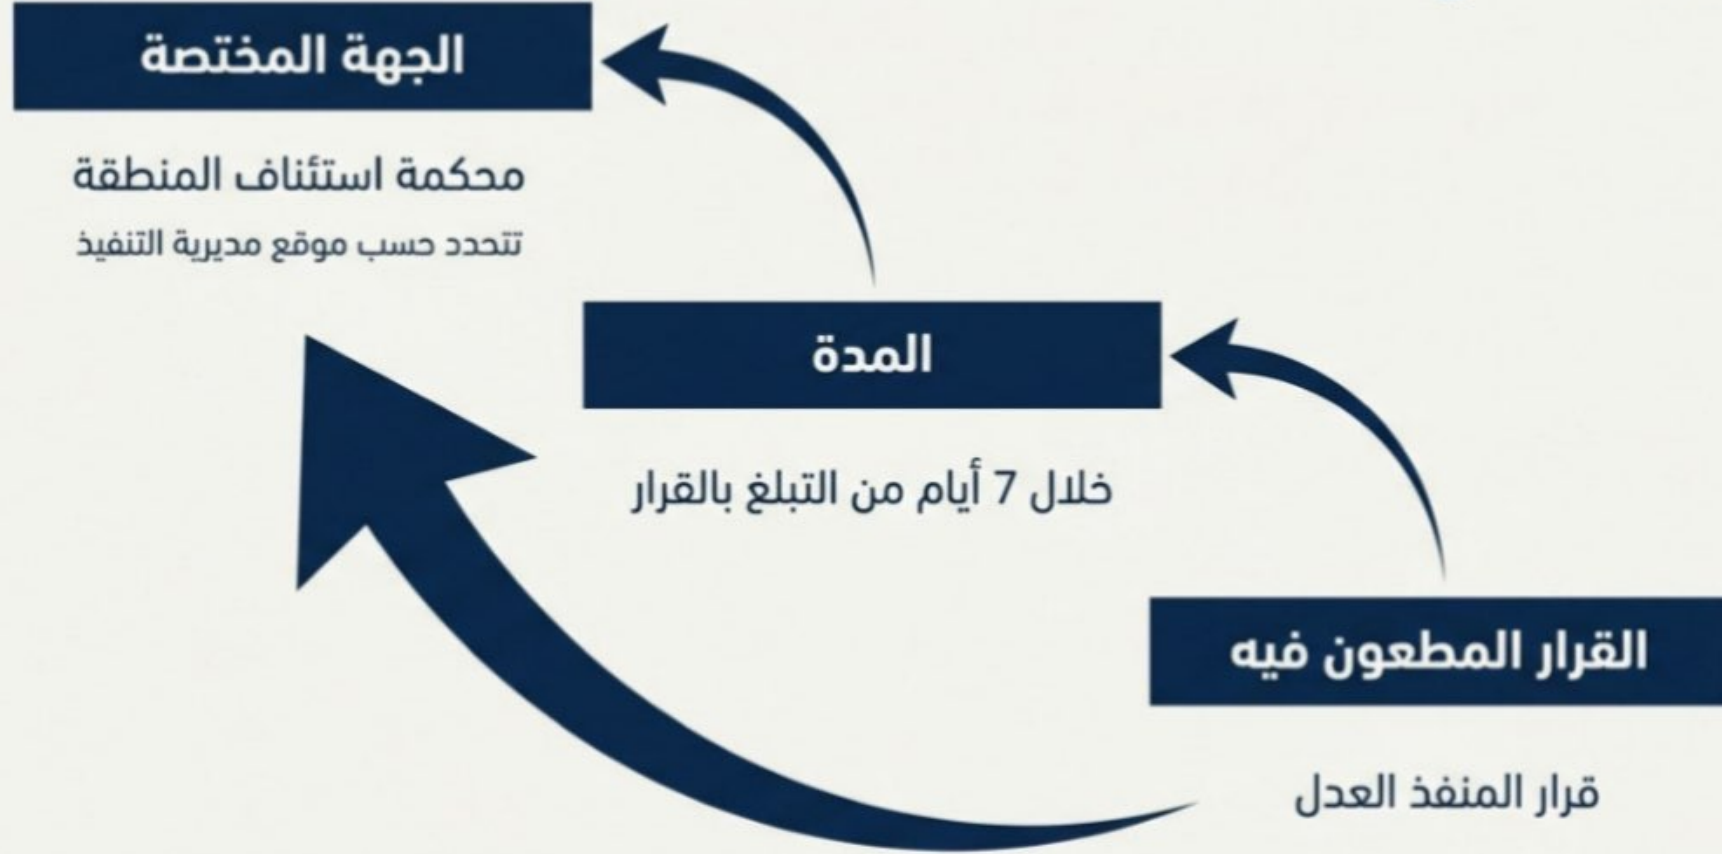 الجهة المختصة
محكمة استئناف المنطقة
تتحدد حسب موقع مديرية التنفيذ
المدة
خلال 7 أيام من التبلغ بالقرار
القرار المطعون فيه
قرار المنفذ العدل